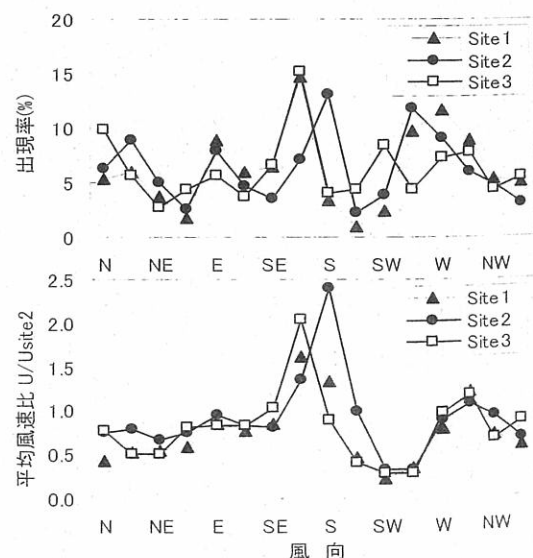 20
15
10
5
0
出現率(%)
Site1
Site2
Site3
N NE E SE S SW W NW
2.5
2.0
1.5
1.0
0.5
0.0
平均風速比 U/Usite2
Site1
Site2
Site3
N NE E SE S SW W NW
風 向